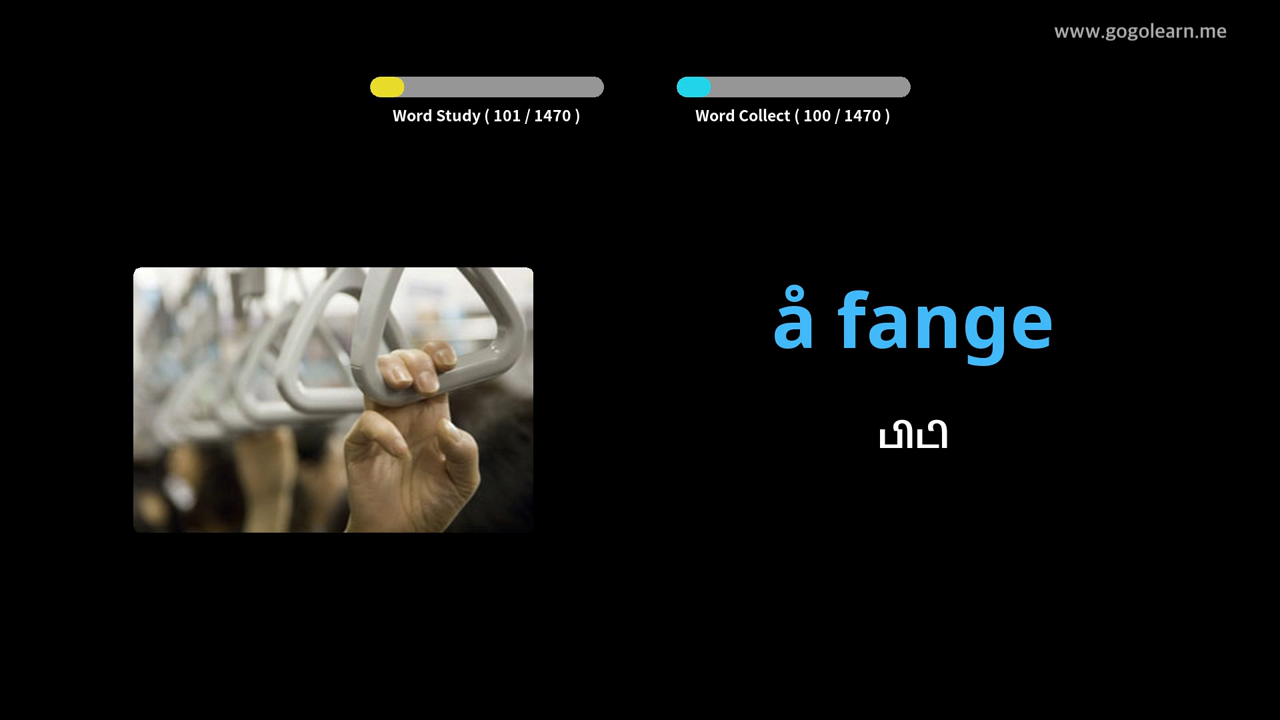 www.gogolearn.me
Word Study ( 101 / 1470 )
Word Collect ( 100 / 1470 )
å fange
பிடி